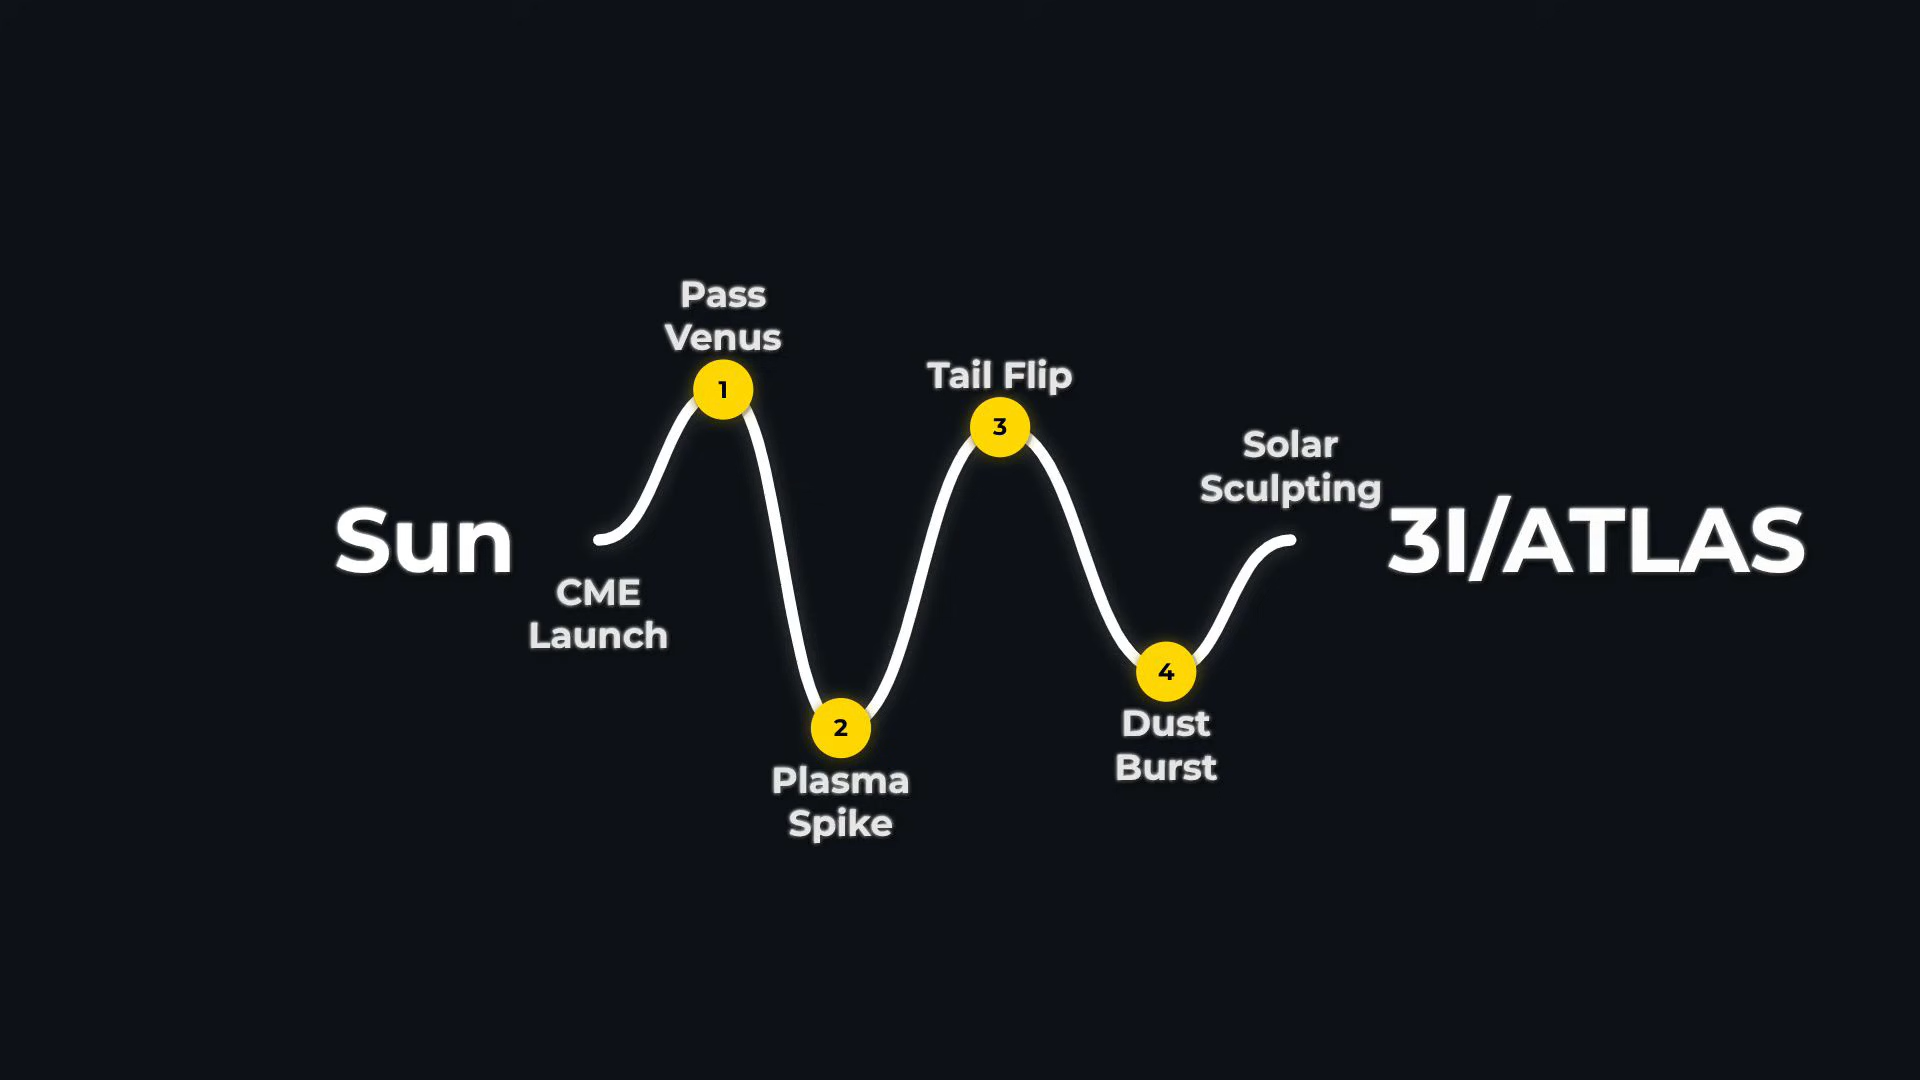 Sun
CME
Launch
Pass
Venus
1
2
Plasma
Spike
Tail Flip
3
4
Dust
Burst
Solar
Sculpting
3I/ATLAS